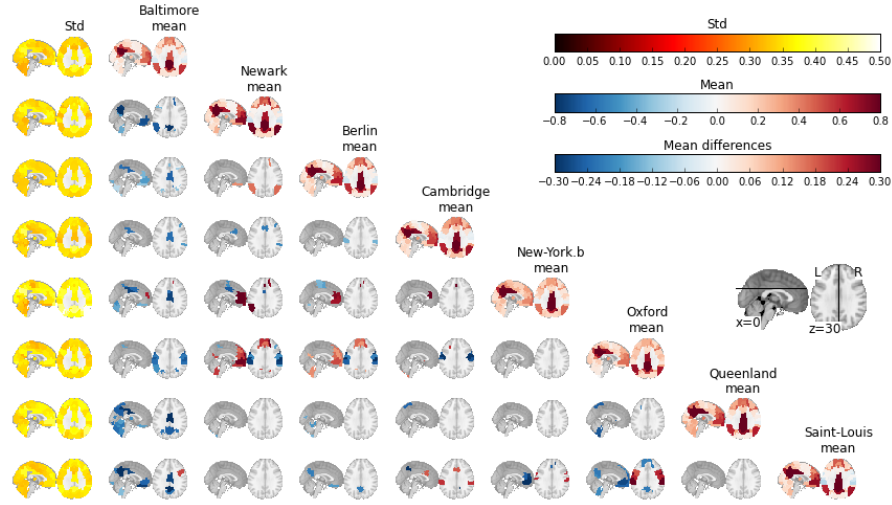 Std
Baltimore
mean
Newark
mean
Berlin
mean
Cambridge
mean
New-York.b
mean
Oxford
mean
Queenland
mean
Saint-Louis
mean
Std
0.00 0.05 0.10 0.15 0.20 0.25 0.30 0.35 0.40 0.45 0.50
Mean
−0.8 −0.6 −0.4 −0.2 0.0 0.2 0.4 0.6 0.8
Mean differences
−0.30 −0.24 −0.18 −0.12 −0.06 0.00 0.06 0.12 0.18 0.24 0.30
L R
x=0
z=30